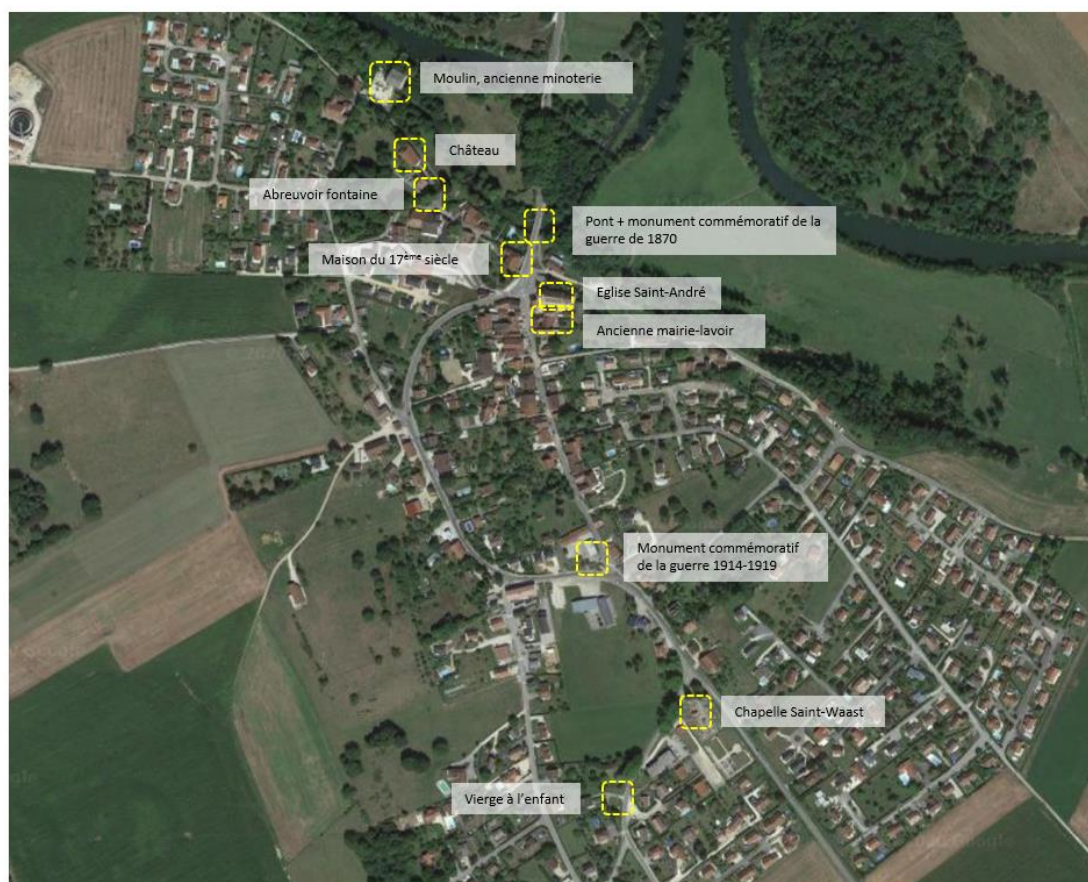 Moulin, ancienne minoterie
Château
Abreuvoir fontaine
Pont + monument commémoratif de la
guerre de 1870
Maison du 17ème siècle
Eglise Saint-André
Ancienne mairie-lavoir
Monument commémoratif
de la guerre 1914-1919
Chapelle Saint-Waast
Vierge à l’enfant